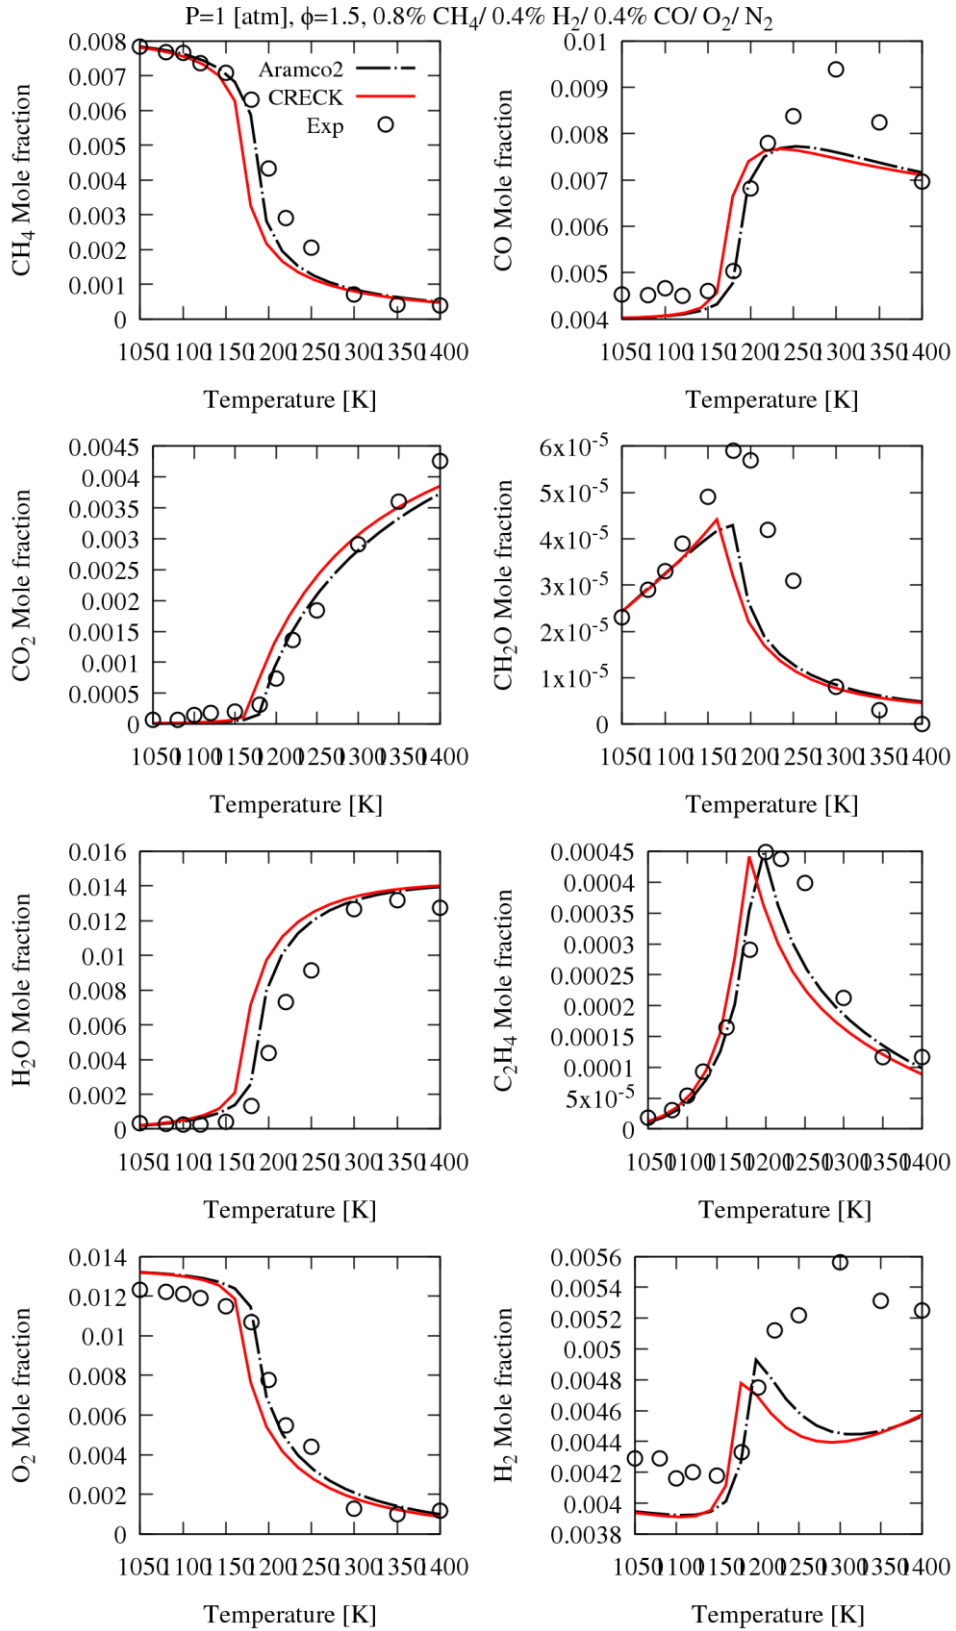 P=1 [atm], ϕ=1.5, 0.8% CH₄/ 0.4% H₂/ 0.4% CO/ O₂/ N₂
CH₄ Mole fraction
0.008
0.007
0.006
0.005
0.004
0.003
0.002
0.001
0
Aramco2
CRECK
Exp
1050 1100 1150 1200 1250 1300 1350 1400
Temperature [K]
CO Mole fraction
0.01
0.009
0.008
0.007
0.006
0.005
0.004
1050 1100 1150 1200 1250 1300 1350 1400
Temperature [K]
CO₂ Mole fraction
0.0045
0.004
0.0035
0.003
0.0025
0.002
0.0015
0.001
0.0005
0
1050 1100 1150 1200 1250 1300 1350 1400
Temperature [K]
CH₂O Mole fraction
6x10⁻⁵
5x10⁻⁵
4x10⁻⁵
3x10⁻⁵
2x10⁻⁵
1x10⁻⁵
0
1050 1100 1150 1200 1250 1300 1350 1400
Temperature [K]
H₂O Mole fraction
0.016
0.014
0.012
0.01
0.008
0.006
0.004
0.002
0
1050 1100 1150 1200 1250 1300 1350 1400
Temperature [K]
C₂H₄ Mole fraction
0.00045
0.0004
0.00035
0.0003
0.00025
0.0002
0.00015
0.0001
5x10⁻⁵
0
1050 1100 1150 1200 1250 1300 1350 1400
Temperature [K]
O₂ Mole fraction
0.014
0.012
0.01
0.008
0.006
0.004
0.002
0
1050 1100 1150 1200 1250 1300 1350 1400
Temperature [K]
H₂ Mole fraction
0.0056
0.0054
0.0052
0.005
0.0048
0.0046
0.0044
0.0042
0.004
0.0038
1050 1100 1150 1200 1250 1300 1350 1400
Temperature [K]